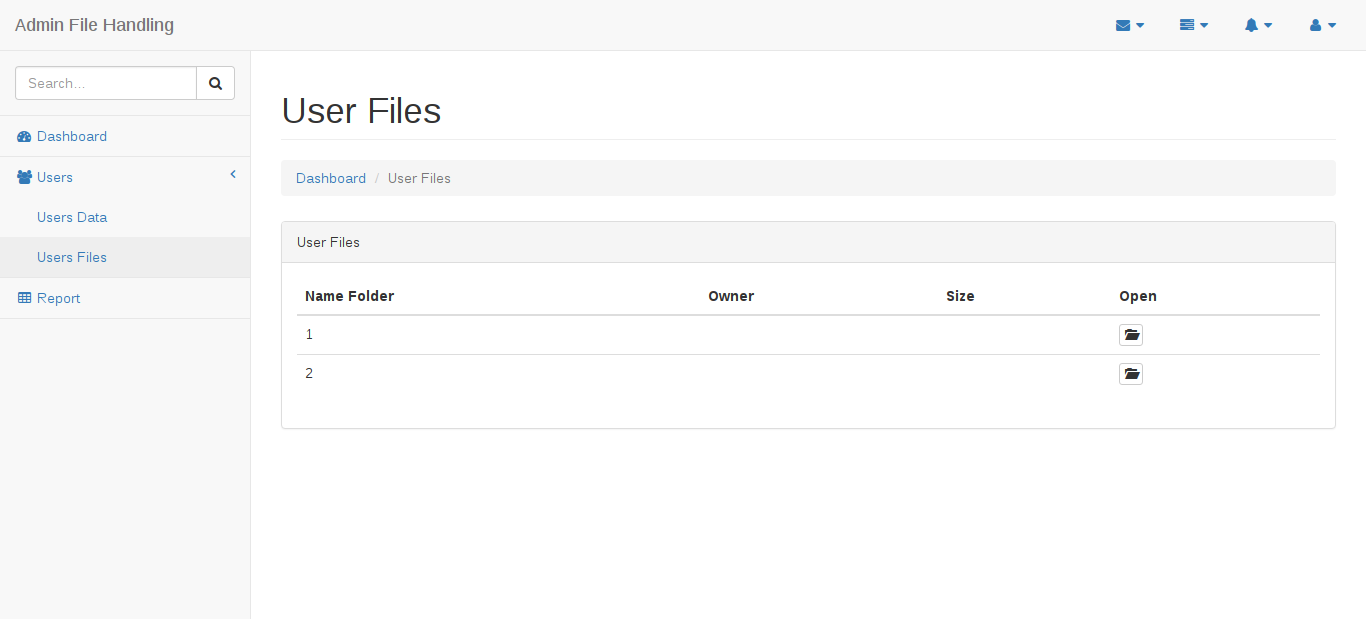 Admin File Handling
Search...
Dashboard
Users
Users Data
Users Files
Report
User Files
Dashboard / User Files
User Files
Name Folder Owner Size Open
1
2